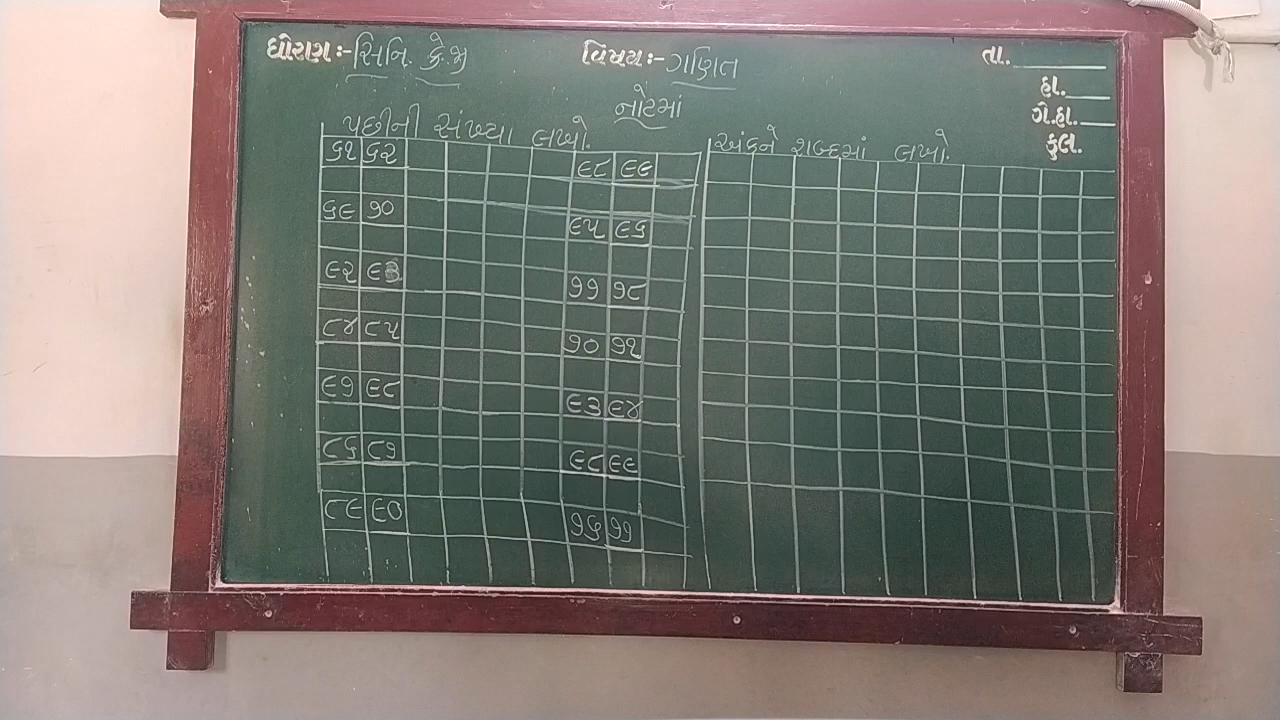 ધોરણ :- સિનિ. કે.જી વિષય :- ગણિત તા.
નોટમાં હા.
ગે.હા.
કુલ.
પછીની સંખ્યા લખો.
૬૧ ૬૨ ૯૮ ૯૯
૬૯ ૭૦ ૯૫ ૯૬
૯૨ ૯૩ ૭૭ ૭૮
૮૪ ૮૫ ૭૦ ૭૧
૯૭ ૯૮ ૯૩ ૯૪
૮૬ ૮૭ ૯૮ ૯૯
૮૯ ૯૦ ૭૬ ૭૭
અંકને શબ્દમાં લખો.